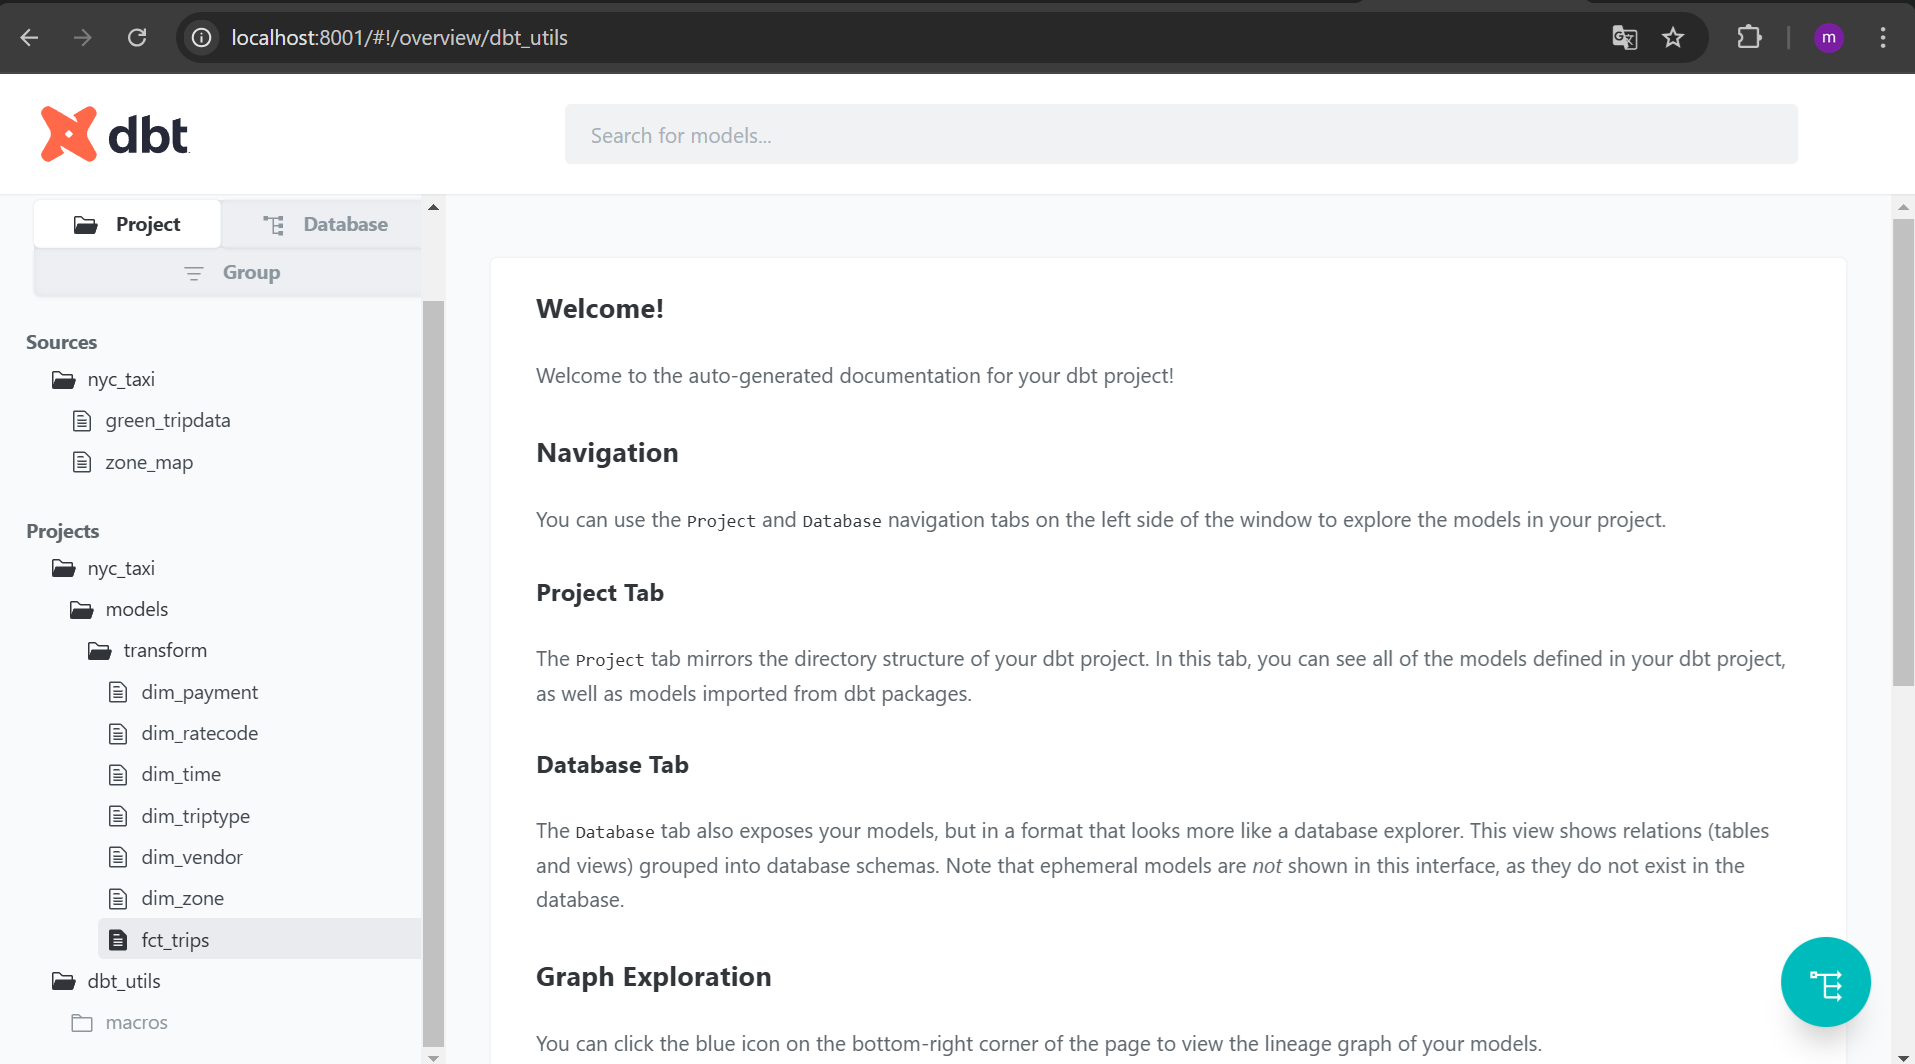 localhost:8001/#!/overview/dbt_utils
m
dbt
Search for models...
Project
Database
Group
Sources
nyc_taxi
green_tripdata
zone_map
Projects
nyc_taxi
models
transform
dim_payment
dim_ratecode
dim_time
dim_triptype
dim_vendor
dim_zone
fct_trips
dbt_utils
macros
Welcome!
Welcome to the auto-generated documentation for your dbt project!
Navigation
You can use the Project and Database navigation tabs on the left side of the window to explore the models in your project.
Project Tab
The Project tab mirrors the directory structure of your dbt project. In this tab, you can see all of the models defined in your dbt project,
as well as models imported from dbt packages.
Database Tab
The Database tab also exposes your models, but in a format that looks more like a database explorer. This view shows relations (tables
and views) grouped into database schemas. Note that ephemeral models are not shown in this interface, as they do not exist in the
database.
Graph Exploration
You can click the blue icon on the bottom-right corner of the page to view the lineage graph of your models.